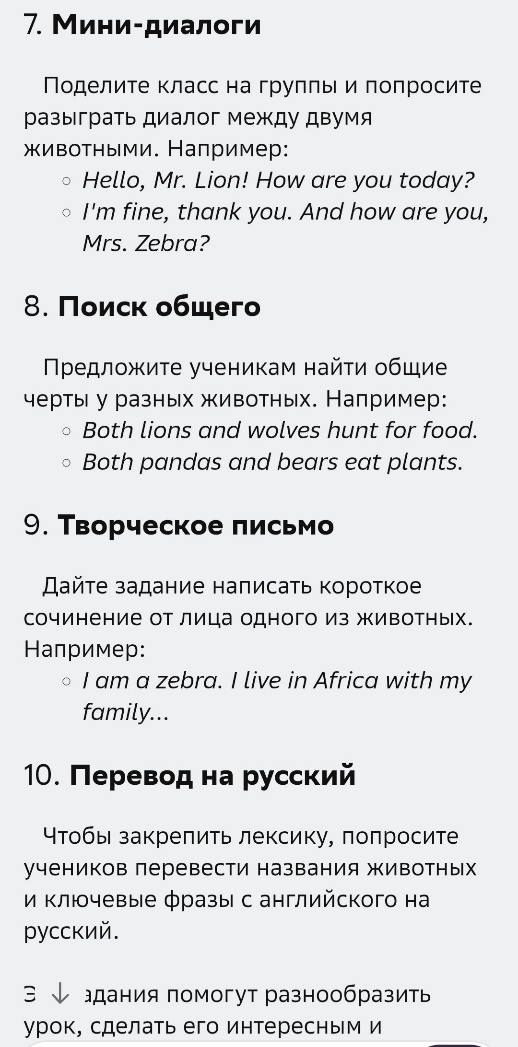 7. Мини-диалоги
Поделите класс на группы и попросите
разыграть диалог между двумя
животными. Например:
Hello, Mr. Lion! How are you today?
I'm fine, thank you. And how are you,
Mrs. Zebra?
8. Поиск общего
Предложите ученикам найти общие
черты у разных животных. Например:
Both lions and wolves hunt for food.
Both pandas and bears eat plants.
9. Творческое письмо
Дайте задание написать короткое
сочинение от лица одного из животных.
Например:
I am a zebra. I live in Africa with my
family...
10. Перевод на русский
Чтобы закрепить лексику, попросите
учеников перевести названия животных
и ключевые фразы с английского на
русский.
помогут разнообразить
урок, сделать его интересным и